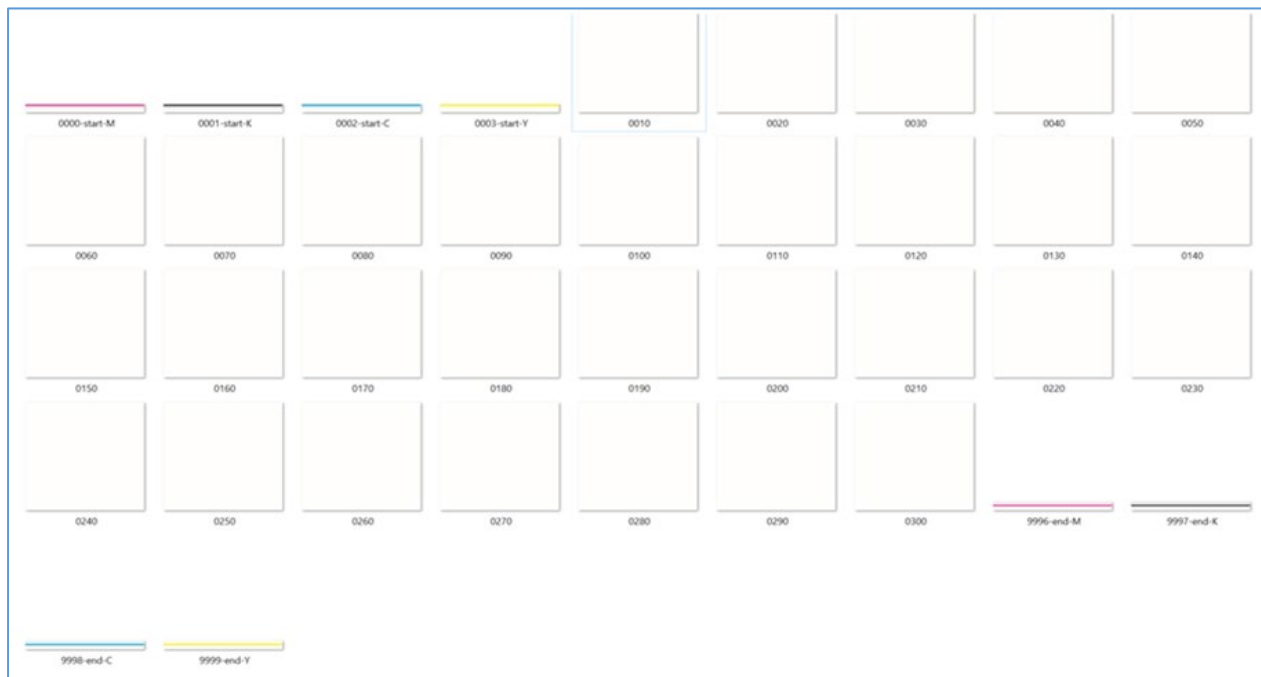 0000-start-M 0001-start-K 0002-start-C 0003-start-Y 0010 0020 0030 0040 0050
0060 0070 0080 0090 0100 0110 0120 0130 0140
0150 0160 0170 0180 0190 0200 0210 0220 0230
0240 0250 0260 0270 0280 0290 0300 9996-end-M 9997-end-K
9998-end-C 9999-end-Y